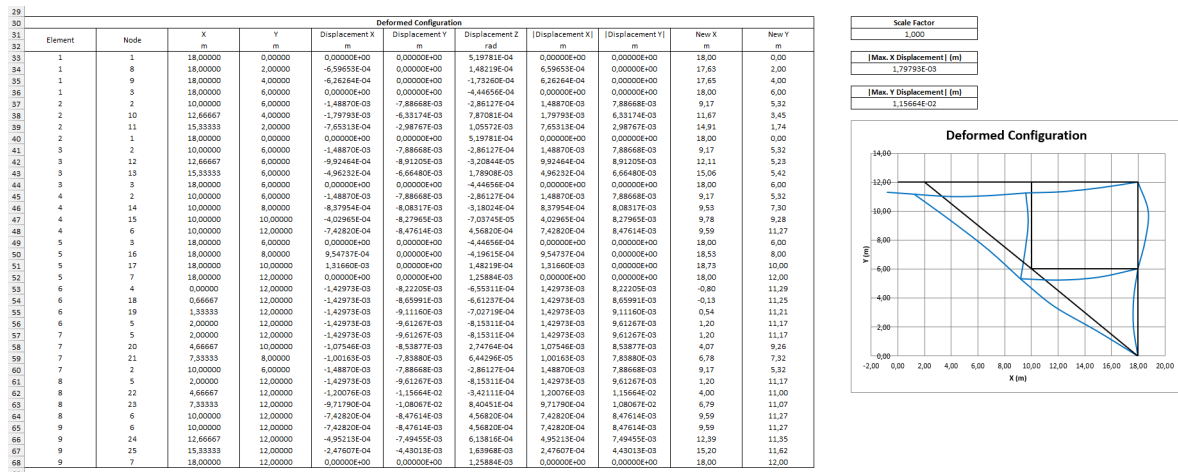 29
30 Deformed Configuration Scale Factor
31 Element Node X Y Displacement X Displacement Y Displacement Z |Displacement X| |Displacement Y| New X New Y 1,000
32 m m m m rad m m m m
33 1 1 18,00000 0,00000 0,00000E+00 0,00000E+00 5,19781E-04 0,00000E+00 0,00000E+00 18,00 0,00 |Max. X Displacement| (m)
34 1 8 18,00000 2,00000 -6,59653E-04 0,00000E+00 1,48219E-04 6,59653E-04 0,00000E+00 17,63 2,00 1,79793E-03
35 1 9 18,00000 4,00000 -6,26264E-04 0,00000E+00 -1,73260E-04 6,26264E-04 0,00000E+00 17,65 4,00
36 1 3 18,00000 6,00000 0,00000E+00 0,00000E+00 -4,44656E-04 0,00000E+00 0,00000E+00 18,00 6,00 |Max. Y Displacement| (m)
37 2 2 10,00000 6,00000 -1,48870E-03 -7,88668E-03 -2,86127E-04 1,48870E-03 7,88668E-03 9,17 5,32 1,15664E-02
38 2 10 12,66667 4,00000 -1,79793E-03 -6,33174E-03 7,87081E-04 1,79793E-03 6,33174E-03 11,67 3,45
39 2 11 15,33333 2,00000 -7,65313E-04 -2,98767E-03 1,05572E-03 7,65313E-04 2,98767E-03 14,91 1,74
40 2 1 18,00000 0,00000 0,00000E+00 0,00000E+00 5,19781E-04 0,00000E+00 0,00000E+00 18,00 0,00
41 3 2 10,00000 6,00000 -1,48870E-03 -7,88668E-03 -2,86127E-04 1,48870E-03 7,88668E-03 9,17 5,32
42 3 12 12,66667 6,00000 -9,92464E-04 -8,91205E-03 -3,20844E-05 9,92464E-04 8,91205E-03 12,11 5,23
43 3 13 15,33333 6,00000 -4,96232E-04 -6,66480E-03 1,78908E-03 4,96232E-04 6,66480E-03 15,06 5,42
44 3 3 18,00000 6,00000 0,00000E+00 0,00000E+00 -4,44656E-04 0,00000E+00 0,00000E+00 18,00 6,00
45 4 2 10,00000 6,00000 -1,48870E-03 -7,88668E-03 -2,86127E-04 1,48870E-03 7,88668E-03 9,17 5,32
46 4 14 10,00000 8,00000 -8,37954E-04 -8,08317E-03 -3,18024E-04 8,37954E-04 8,08317E-03 9,53 7,30
47 4 15 10,00000 10,00000 -4,02965E-04 -8,27965E-03 -7,03745E-05 4,02965E-04 8,27965E-03 9,78 9,28
48 4 6 10,00000 12,00000 -7,42820E-04 -8,47614E-03 4,56820E-04 7,42820E-04 8,47614E-03 9,59 11,27
49 5 3 18,00000 6,00000 0,00000E+00 0,00000E+00 -4,44656E-04 0,00000E+00 0,00000E+00 18,00 6,00
50 5 16 18,00000 8,00000 9,54737E-04 0,00000E+00 -4,19615E-04 9,54737E-04 0,00000E+00 18,53 8,00
51 5 17 18,00000 10,00000 1,31660E-03 0,00000E+00 1,48219E-04 1,31660E-03 0,00000E+00 18,73 10,00
52 5 7 18,00000 12,00000 0,00000E+00 0,00000E+00 1,25884E-03 0,00000E+00 0,00000E+00 18,00 12,00
53 6 4 0,00000 12,00000 -1,42973E-03 -8,22205E-03 -6,55311E-04 1,42973E-03 8,22205E-03 -0,80 11,29
54 6 18 0,66667 12,00000 -1,42973E-03 -8,65991E-03 -6,61237E-04 1,42973E-03 8,65991E-03 -0,13 11,25
55 6 19 1,33333 12,00000 -1,42973E-03 -9,11160E-03 -7,02719E-04 1,42973E-03 9,11160E-03 0,54 11,21
56 6 5 2,00000 12,00000 -1,42973E-03 -9,61267E-03 -8,15311E-04 1,42973E-03 9,61267E-03 1,20 11,17
57 7 5 2,00000 12,00000 -1,42973E-03 -9,61267E-03 -8,15311E-04 1,42973E-03 9,61267E-03 1,20 11,17
58 7 20 4,66667 10,00000 -1,07546E-03 -8,53877E-03 2,74764E-04 1,07546E-03 8,53877E-03 4,07 9,26
59 7 21 7,33333 8,00000 -1,00163E-03 -7,83880E-03 6,44296E-05 1,00163E-03 7,83880E-03 6,78 7,32
60 7 2 10,00000 6,00000 -1,48870E-03 -7,88668E-03 -2,86127E-04 1,48870E-03 7,88668E-03 9,17 5,32
61 8 5 2,00000 12,00000 -1,42973E-03 -9,61267E-03 -8,15311E-04 1,42973E-03 9,61267E-03 1,20 11,17
62 8 22 4,66667 12,00000 -1,20076E-03 -1,15664E-02 -3,42111E-04 1,20076E-03 1,15664E-02 4,00 11,00
63 8 23 7,33333 12,00000 -9,71790E-04 -1,08067E-02 8,40451E-04 9,71790E-04 1,08067E-02 6,79 11,07
64 8 6 10,00000 12,00000 -7,42820E-04 -8,47614E-03 4,56820E-04 7,42820E-04 8,47614E-03 9,59 11,27
65 9 6 10,00000 12,00000 -7,42820E-04 -8,47614E-03 4,56820E-04 7,42820E-04 8,47614E-03 9,59 11,27
66 9 24 12,66667 12,00000 -4,95213E-04 -7,49455E-03 6,13816E-04 4,95213E-04 7,49455E-03 12,39 11,35
67 9 25 15,33333 12,00000 -2,47607E-04 -4,43013E-03 1,63968E-03 2,47607E-04 4,43013E-03 15,20 11,62
68 9 7 18,00000 12,00000 0,00000E+00 0,00000E+00 1,25884E-03 0,00000E+00 0,00000E+00 18,00 12,00
Deformed Configuration
14,00
12,00
10,00
8,00
6,00
4,00
2,00
0,00
Y (m)
-2,00 0,00 2,00 4,00 6,00 8,00 10,00 12,00 14,00 16,00 18,00 20,00
X (m)